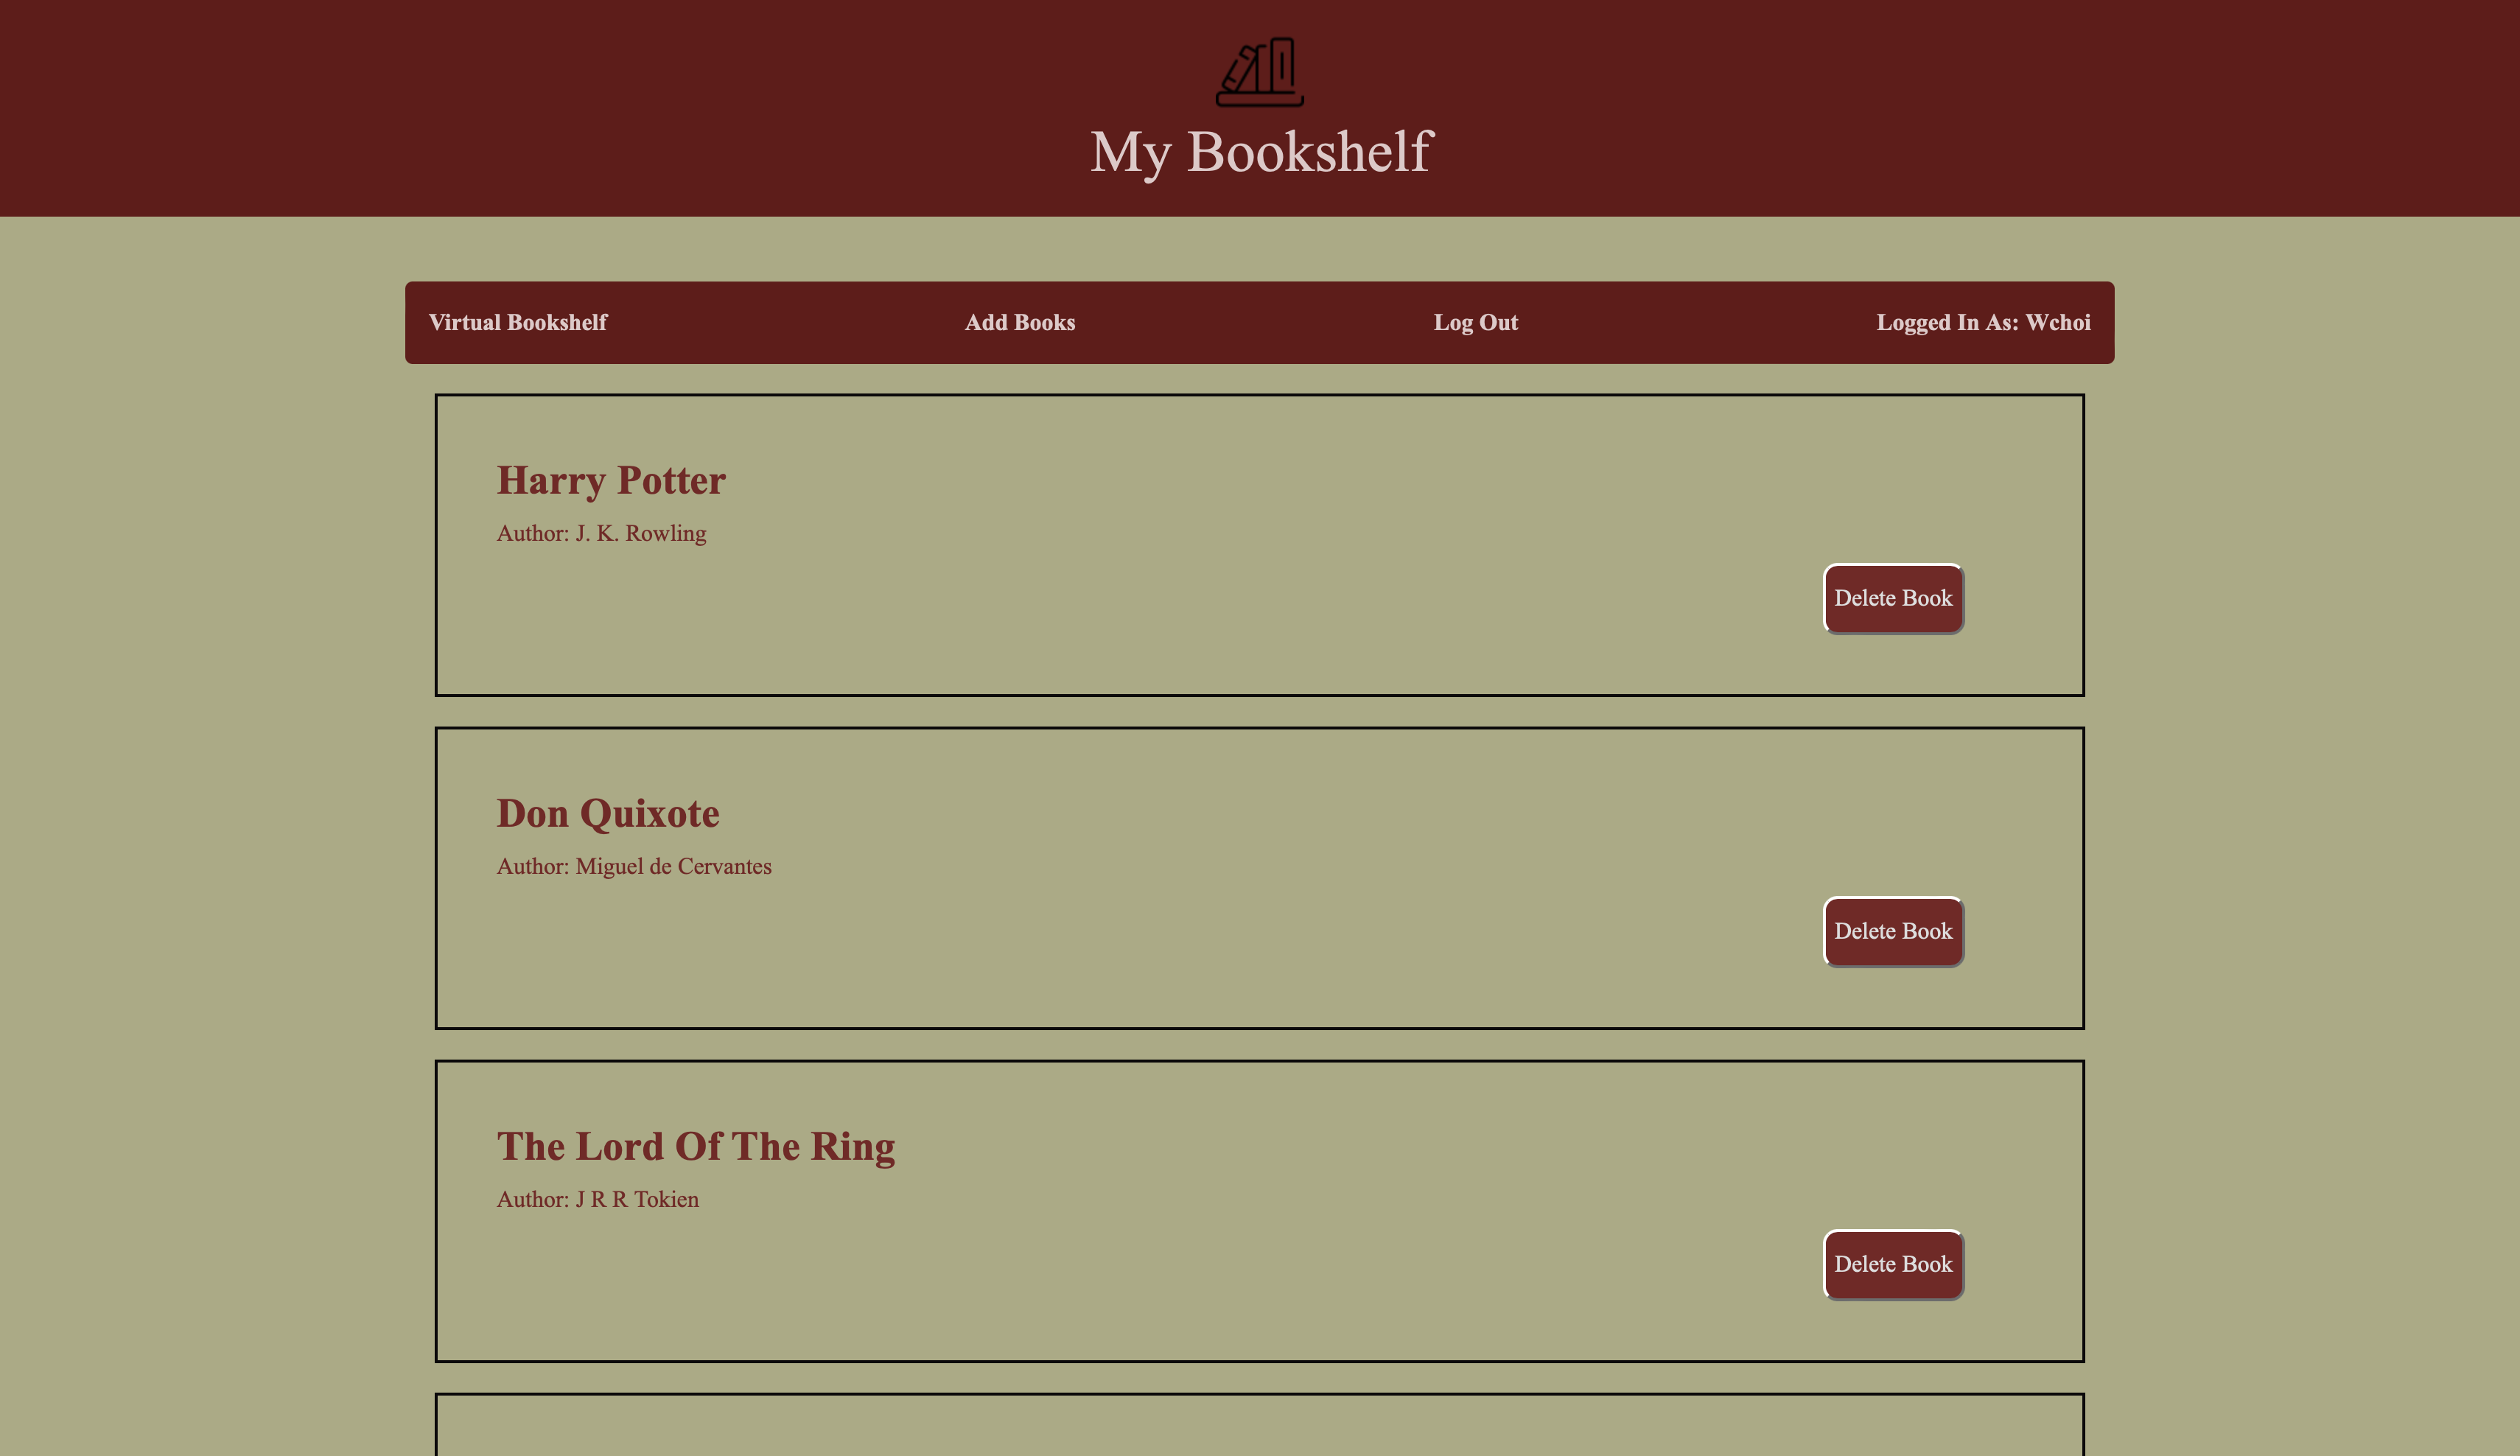 My Bookshelf
Virtual Bookshelf Add Books Log Out Logged In As: Wchoi
Harry Potter
Author: J. K. Rowling
Delete Book
Don Quixote
Author: Miguel de Cervantes
Delete Book
The Lord Of The Ring
Author: J R R Tokien
Delete Book